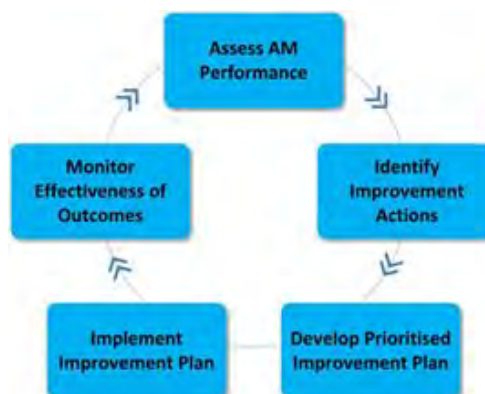 Assess AM
Performance
Identify
Improvement
Actions
Develop Prioritised
Improvement Plan
Implement
Improvement Plan
Monitor
Effectiveness of
Outcomes